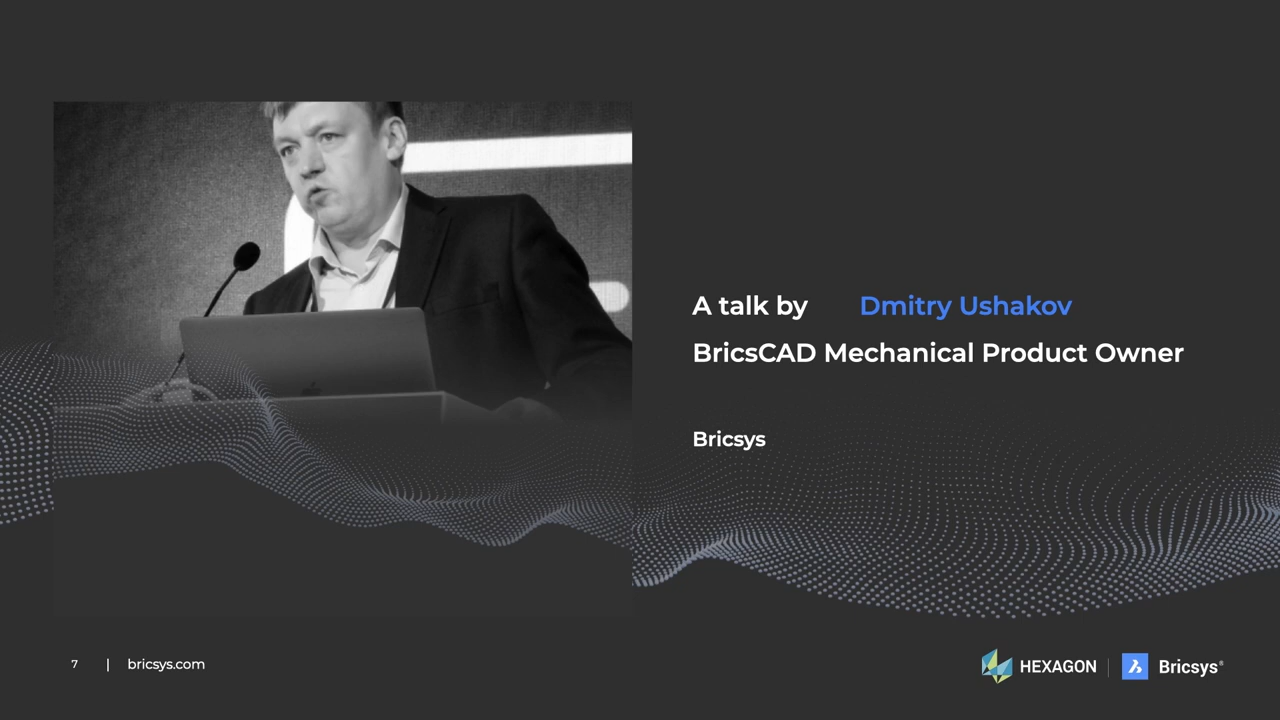 A talk by Dmitry Ushakov
BricsCAD Mechanical Product Owner
Bricsys
7 | bricsys.com
HEXAGON | Bricsys®